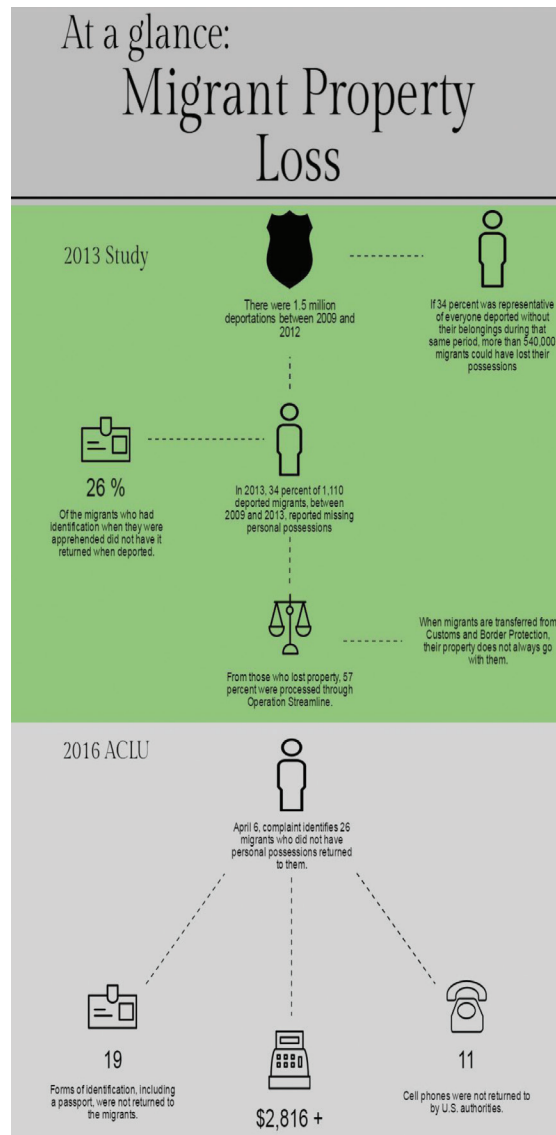 At a glance:
Migrant Property
Loss
2013 Study
There were 1.5 million
deportations between 2009 and
2012
If 34 percent was representative
of everyone deported without
their belongings during that
same period, more than 540,000
migrants could have lost their
possessions
26 %
Of the migrants who had
identification when they were
apprehended did not have it
returned when deported.
In 2013, 34 percent of 1,110
deported migrants, between
2009 and 2013, reported missing
personal possessions
From those who lost property, 57
percent were processed through
Operation Streamline.
When migrants are transferred from
Customs and Border Protection,
their property does not always go
with them.
2016 ACLU
April 6, complaint identifies 26
migrants who did not have
personal possessions returned
to them.
19
Forms of identification, including
a passport, were not returned to
the migrants.
$2,816 +
11
Cell phones were not returned to
by U.S. authorities.